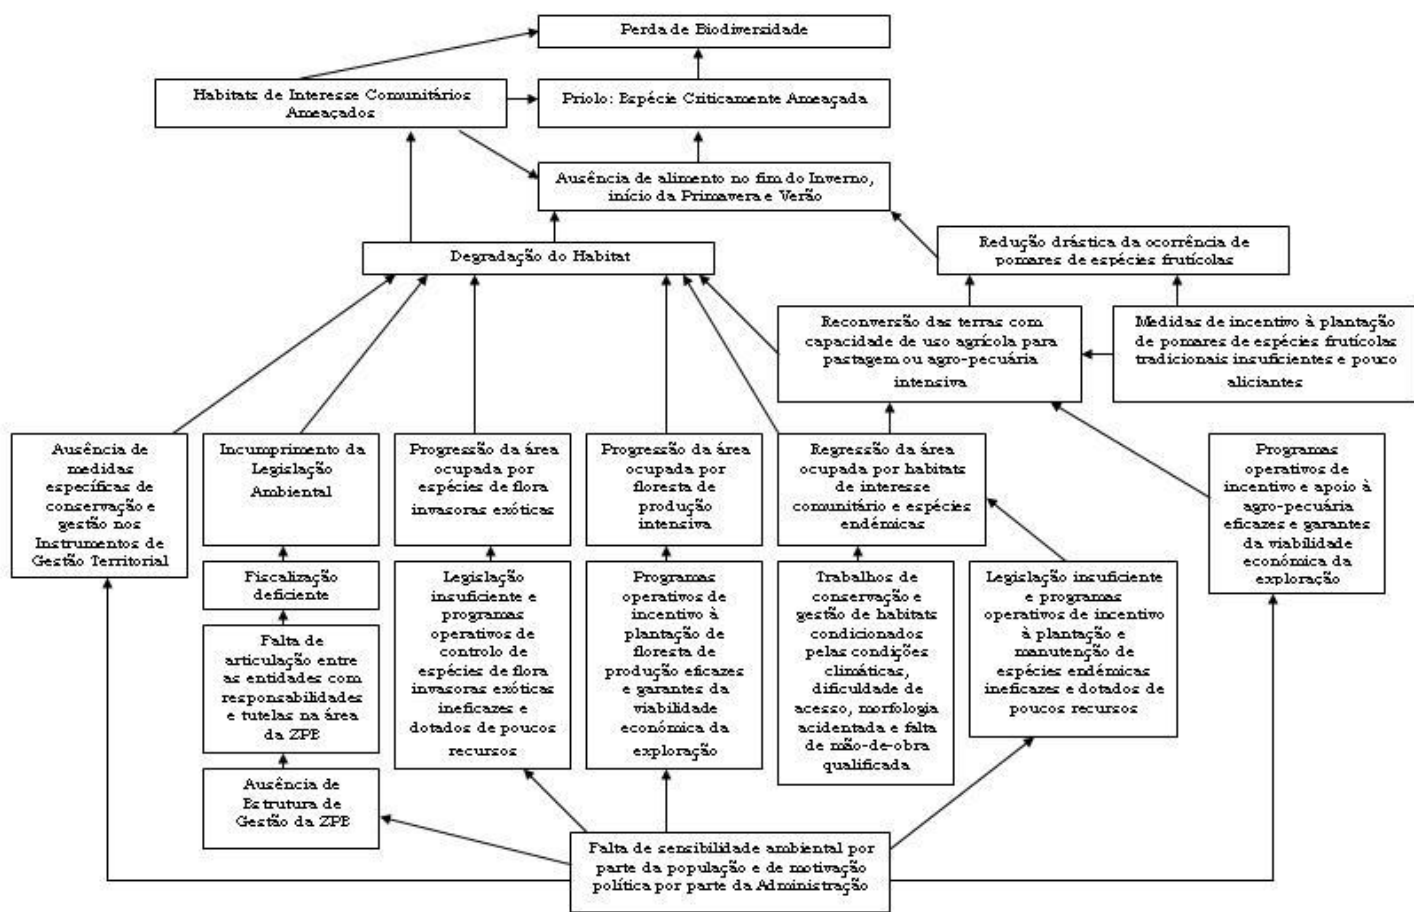 Perda de Biodiversidade
Habitats de Interesse Comunitários
Ameaçados
Priolo: Espécie Criticamente Ameaçada
Ausência de alimento no fim do Inverno,
início da Primavera e Verão
Redução drástica da ocorrência de
pomares de espécies frutícolas
Degradação do Habitat
Reconversão das terras com
capacidade de uso agrícola para
pastagem ou agro-pecuária
intensiva
Medidas de incentivo à plantação
de pomares de espécies frutícolas
tradicionais insuficientes e pouco
aliciantes
Ausência de
medidas
específicas de
conservação e
gestão nos
Instrumentos de
Gestão Territorial
Incumprimento da
Legislação
Ambiental
Progressão da área
ocupada por
espécies de flora
invasoras exóticas
Progressão da área
ocupada por
floresta de
produção
intensiva
Regressão da área
ocupada por habitats
de interesse
comunitário e espécies
endémicas
Programas
operativos de
incentivo e apoio à
agro-pecuária
eficazes e garantes
da viabilidade
económica da
exploração
Fiscalização
deficiente
Legislação
insuficiente e
programas
operativos de
controlo de
espécies de flora
invasoras exóticas
ineficazes e
dotados de poucos
recursos
Programas
operativos de
incentivo à
plantação de
floresta de
produção eficazes
e garantes da
viabilidade
económica da
exploração
Trabalhos de
conservação e
gestão de habitats
condicionados
pelas condições
climáticas,
dificuldade de
acesso, morfologia
acidentada e falta
de mão-de-obra
qualificada
Legislação insuficiente
e programas
operativos de incentivo
à plantação e
manutenção de
espécies endémicas
ineficazes e dotados de
poucos recursos
Falta de
articulação entre
as entidades com
responsabilidades
e tutelas na área
da ZPE
Ausência de
Estrutura de
Gestão da ZPE
Falta de sensibilidade ambiental por
parte da população e de motivação
política por parte da Administração